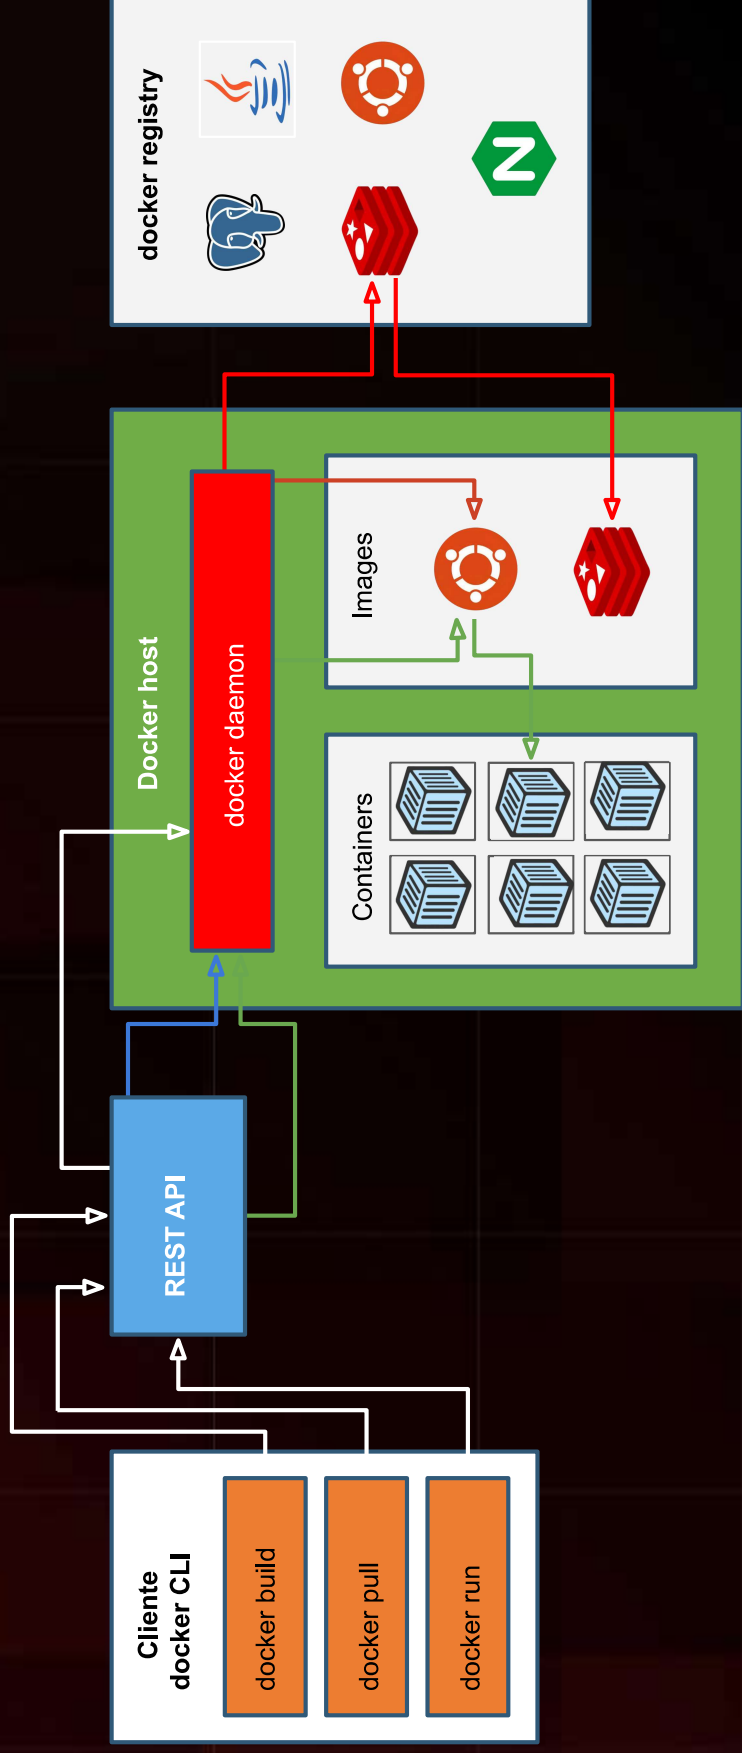 Cliente
docker CLI
docker build
docker pull
docker run
REST API
Docker host
docker daemon
Containers
Images
docker registry
N